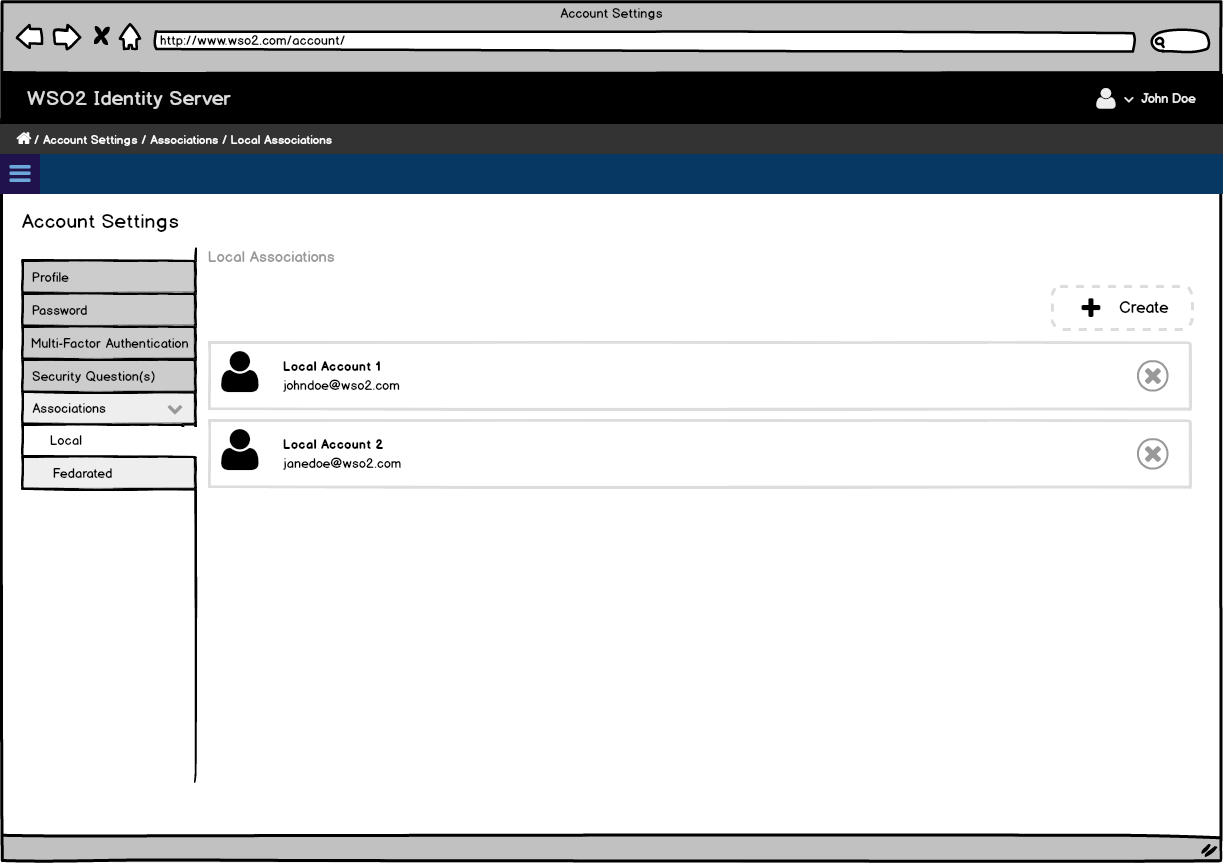 Account Settings
http://www.wso2.com/account/
WSO2 Identity Server
John Doe
/ Account Settings / Associations / Local Associations
Account Settings
Local Associations
Profile
Password
Multi-Factor Authentication
Security Question(s)
Associations
Local
Fedarated
Create
Local Account 1
johndoe@wso2.com
Local Account 2
janedoe@wso2.com